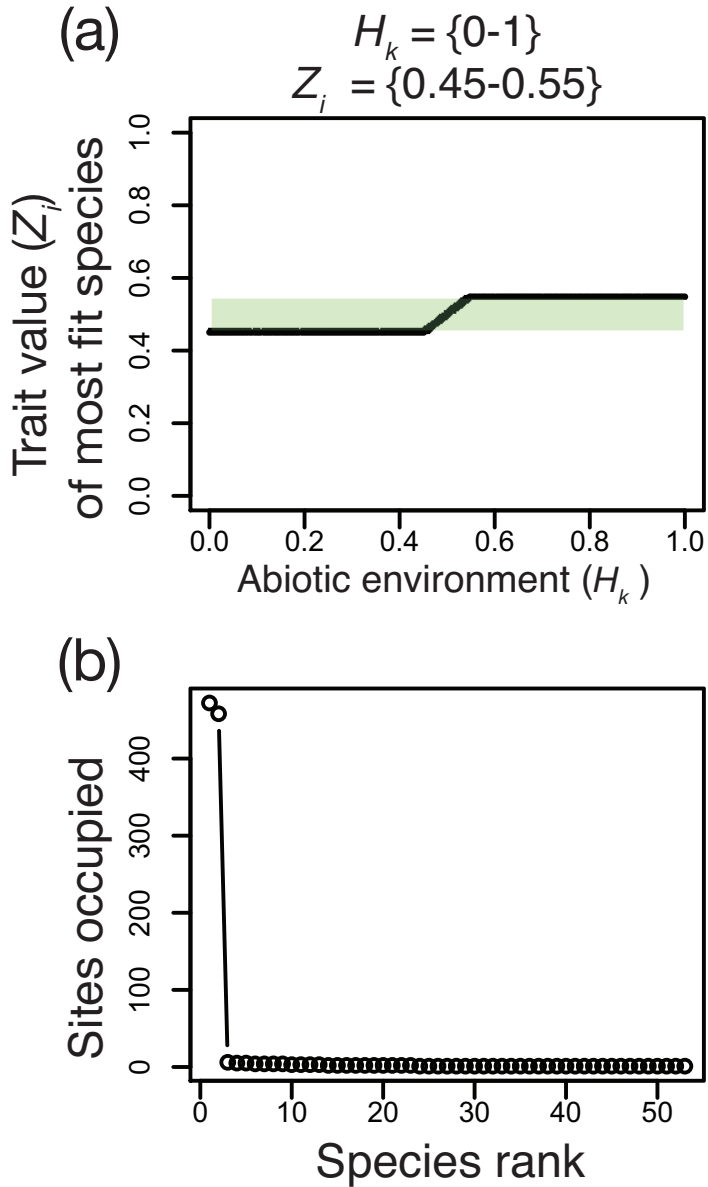 (a)
H_k = {0-1}
Z_i = {0.45-0.55}
Trait value (Z_i)
of most fit species
1.0
0.8
0.6
0.4
0.2
0.0
0.0 0.2 0.4 0.6 0.8 1.0
Abiotic environment (H_k )
(b)
Sites occupied
400
300
200
100
0
0 10 20 30 40 50
Species rank